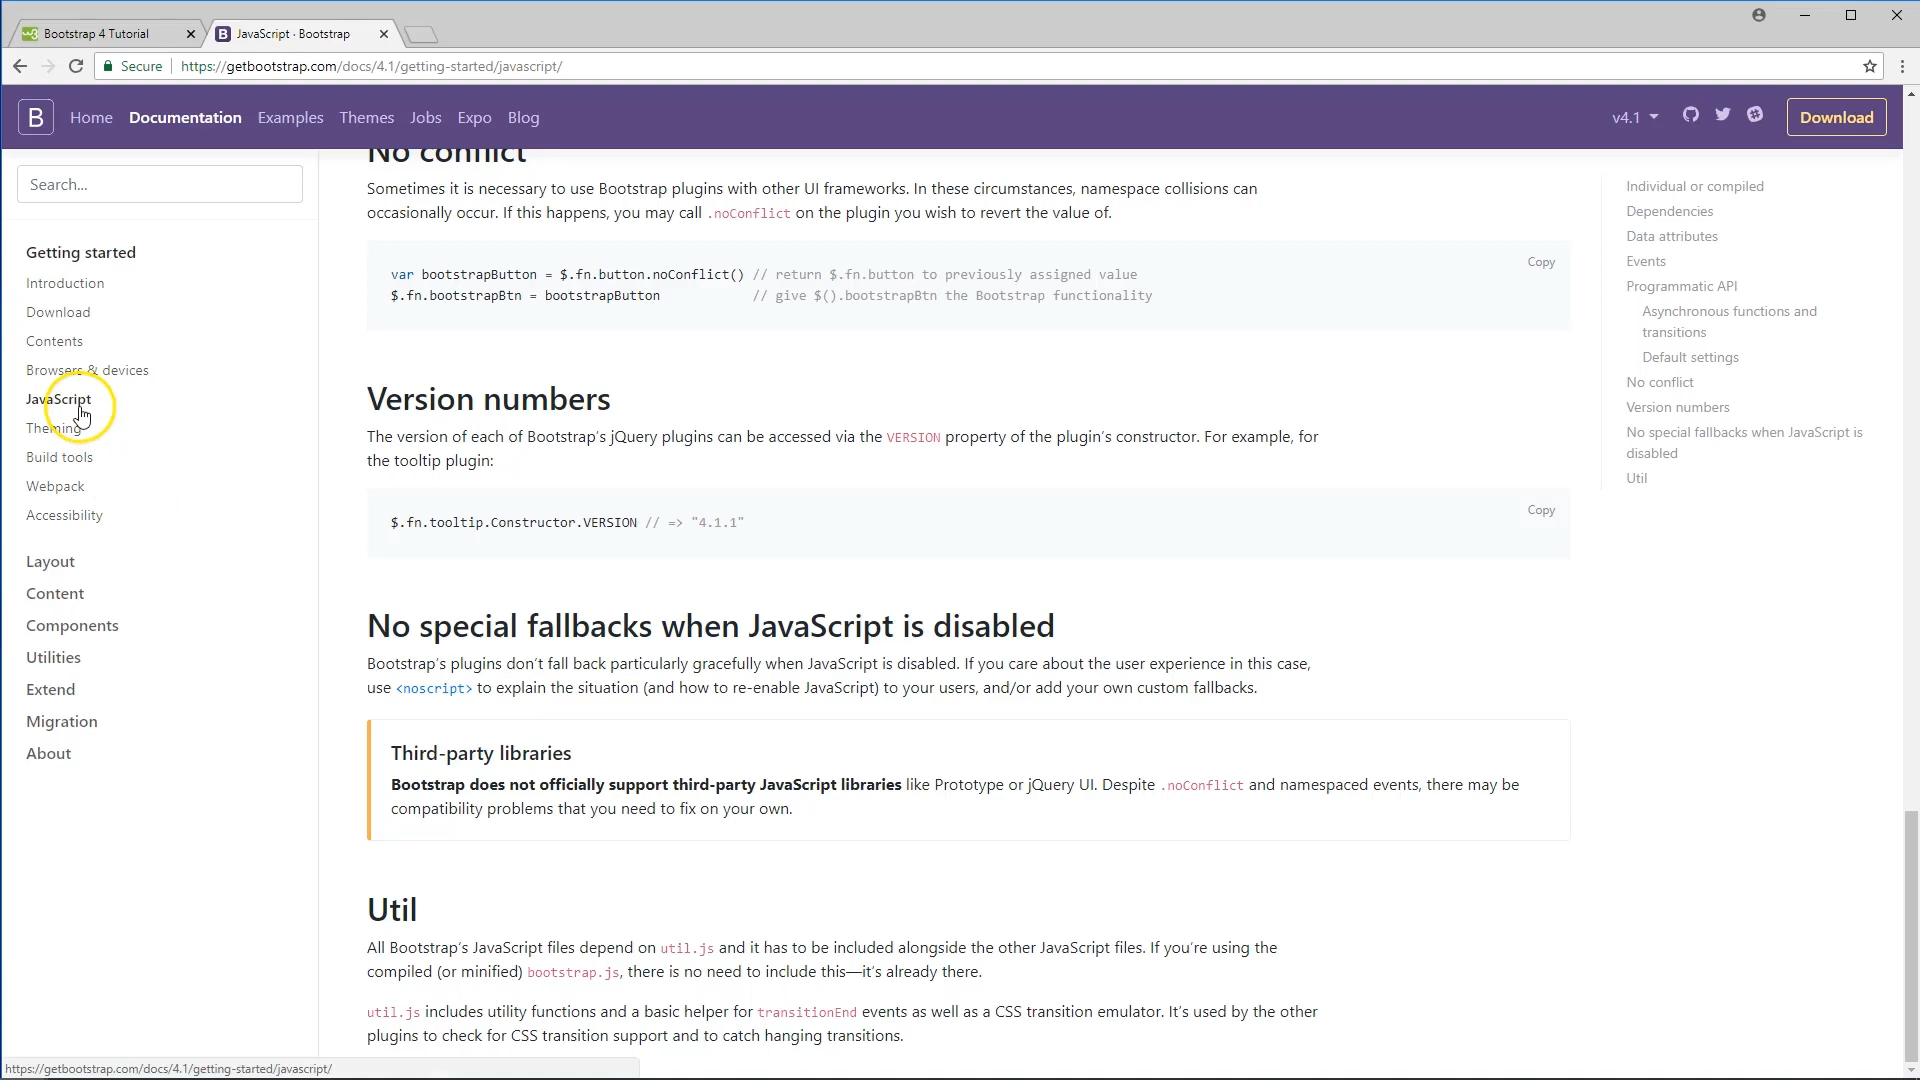 Bootstrap 4 Tutorial
JavaScript · Bootstrap
Secure
https://getbootstrap.com/docs/4.1/getting-started/javascript/
B
Home
Documentation
Examples
Themes
Jobs
Expo
Blog
v4.1
Download
Search...
Getting started
Introduction
Download
Contents
Browsers & devices
JavaScript
Theming
Build tools
Webpack
Accessibility
Layout
Content
Components
Utilities
Extend
Migration
About
No conflict
Sometimes it is necessary to use Bootstrap plugins with other UI frameworks. In these circumstances, namespace collisions can
occasionally occur. If this happens, you may call .noConflict on the plugin you wish to revert the value of.
Copy
var bootstrapButton = $.fn.button.noConflict() // return $.fn.button to previously assigned value
$.fn.bootstrapBtn = bootstrapButton // give $().bootstrapBtn the Bootstrap functionality
Version numbers
The version of each of Bootstrap's jQuery plugins can be accessed via the VERSION property of the plugin's constructor. For example, for
the tooltip plugin:
Copy
$.fn.tooltip.Constructor.VERSION // => "4.1.1"
No special fallbacks when JavaScript is disabled
Bootstrap's plugins don't fall back particularly gracefully when JavaScript is disabled. If you care about the user experience in this case,
use <noscript> to explain the situation (and how to re-enable JavaScript) to your users, and/or add your own custom fallbacks.
Third-party libraries
Bootstrap does not officially support third-party JavaScript libraries like Prototype or jQuery UI. Despite .noConflict and namespaced events, there may be
compatibility problems that you need to fix on your own.
Util
All Bootstrap's JavaScript files depend on util.js and it has to be included alongside the other JavaScript files. If you're using the
compiled (or minified) bootstrap.js, there is no need to include this—it's already there.
util.js includes utility functions and a basic helper for transitionEnd events as well as a CSS transition emulator. It's used by the other
plugins to check for CSS transition support and to catch hanging transitions.
Individual or compiled
Dependencies
Data attributes
Events
Programmatic API
Asynchronous functions and
transitions
Default settings
No conflict
Version numbers
No special fallbacks when JavaScript is
disabled
Util
https://getbootstrap.com/docs/4.1/getting-started/javascript/